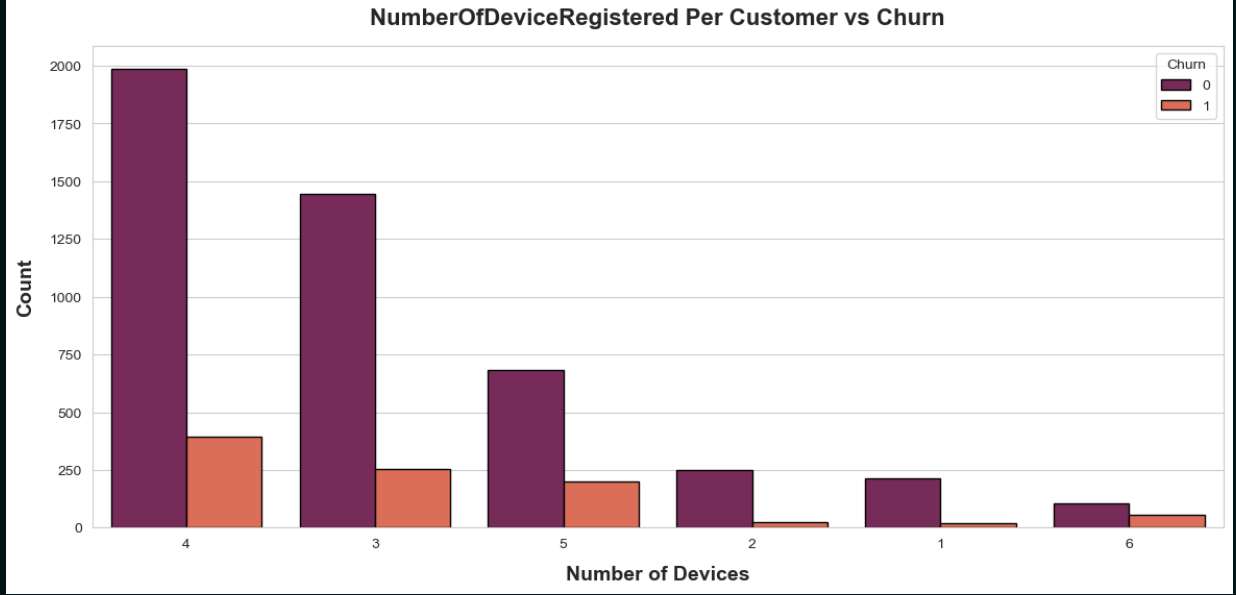 NumberOfDeviceRegistered Per Customer vs Churn
Churn
0
1
2000
1750
1500
1250
1000
750
500
250
0
Count
4 3 5 2 1 6
Number of Devices